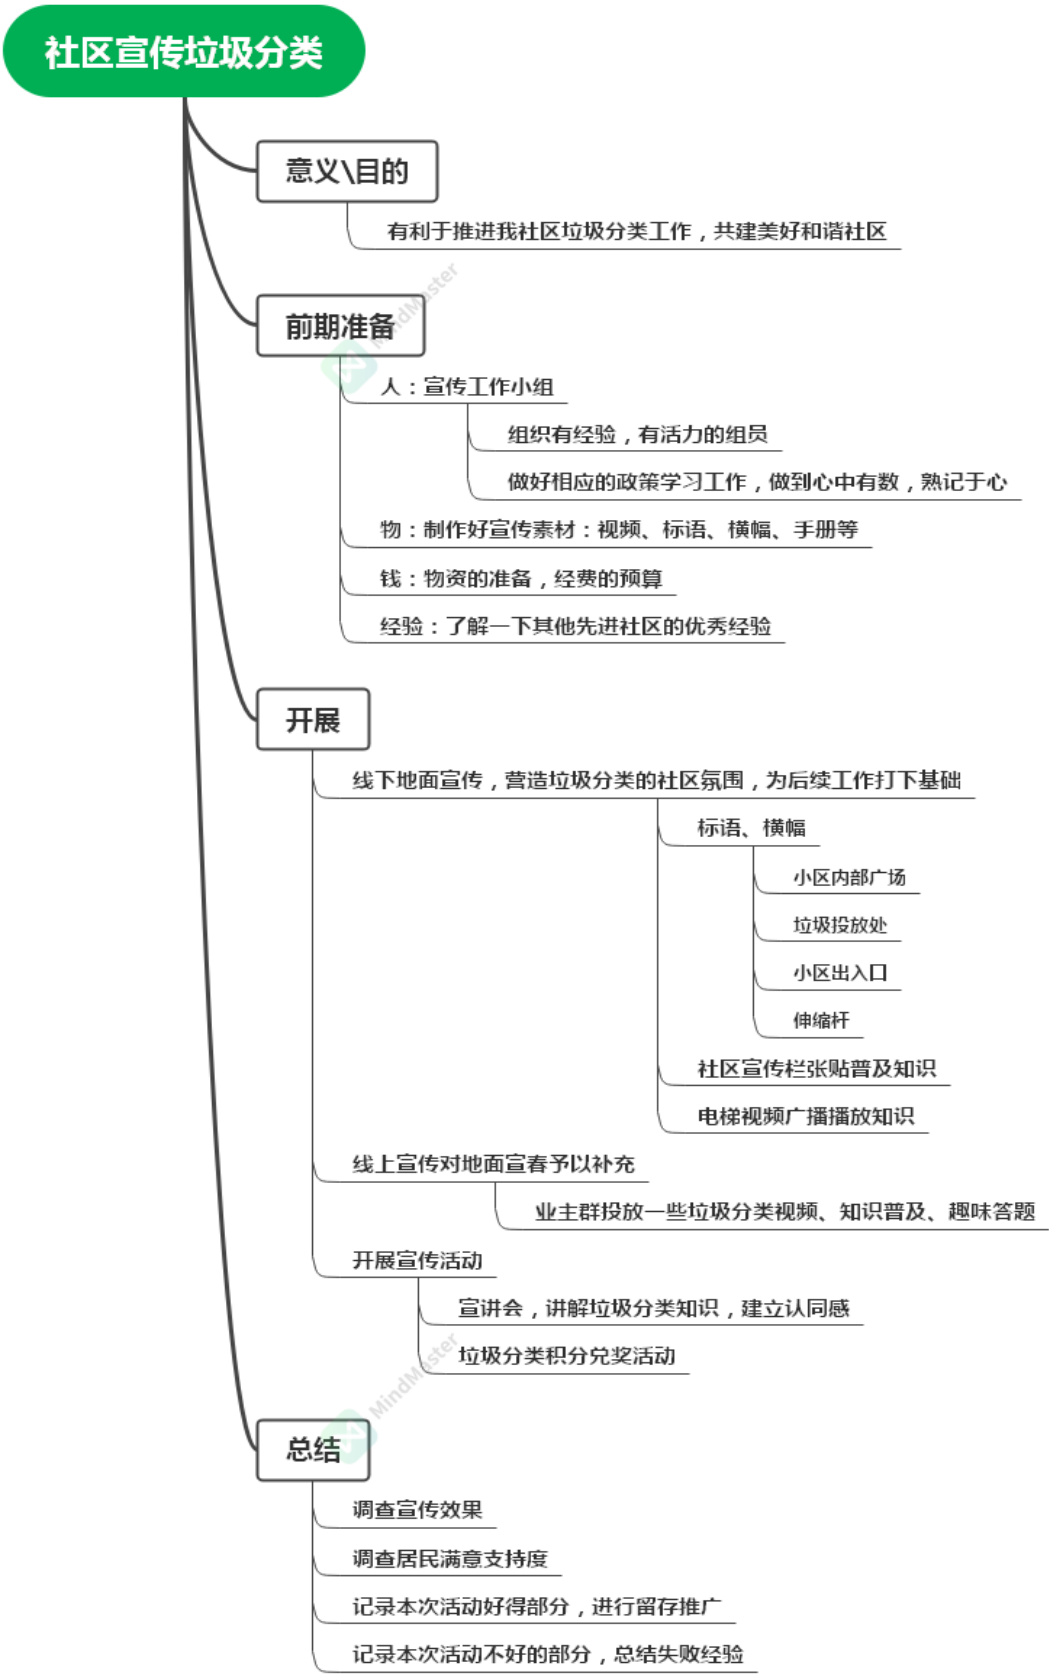 社区宣传垃圾分类
意义\目的
有利于推进我社区垃圾分类工作，共建美好和谐社区
前期准备
人：宣传工作小组
组织有经验，有活力的组员
做好相应的政策学习工作，做到心中有数，熟记于心
物：制作好宣传素材：视频、标语、横幅、手册等
钱：物资的准备，经费的预算
经验：了解一下其他先进社区的优秀经验
开展
线下地面宣传，营造垃圾分类的社区氛围，为后续工作打下基础
标语、横幅
小区内部广场
垃圾投放处
小区出入口
伸缩杆
社区宣传栏张贴普及知识
电梯视频广播播放知识
线上宣传对地面宣春予以补充
业主群投放一些垃圾分类视频、知识普及、趣味答题
开展宣传活动
宣讲会，讲解垃圾分类知识，建立认同感
垃圾分类积分兑奖活动
总结
调查宣传效果
调查居民满意支持度
记录本次活动好得部分，进行留存推广
记录本次活动不好的部分，总结失败经验
MindMaster
MindMaster